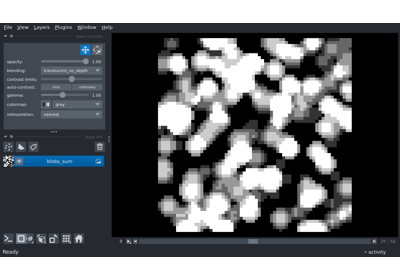 File View Layers Plugins Window Help
opacity: 1.00
blending: translucent_no_depth
contrast limits:
auto-contrast: once continuous
gamma: 1.00
colormap: gray
interpolation: nearest
blobs_sum
Ready
activity